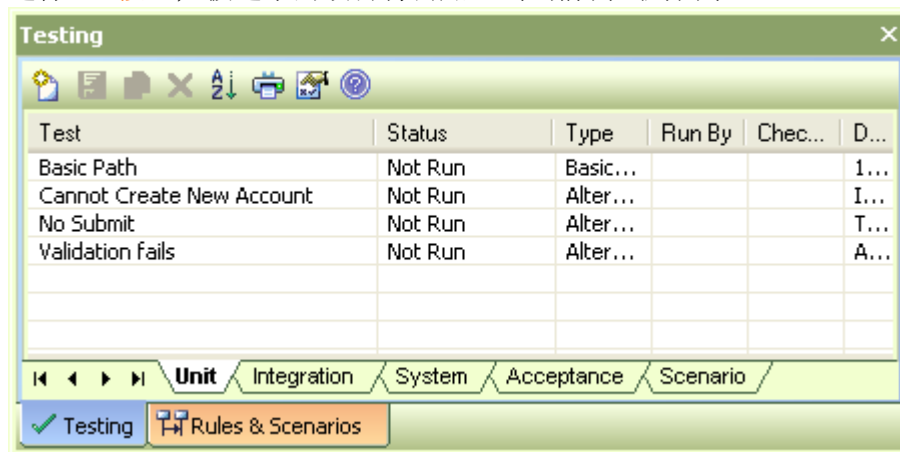 Testing
Test Status Type Run By Chec... D...
Basic Path Not Run Basic... 1...
Cannot Create New Account Not Run Alter... I...
No Submit Not Run Alter... T...
Validation fails Not Run Alter... A...
Unit Integration System Acceptance Scenario
Testing Rules & Scenarios